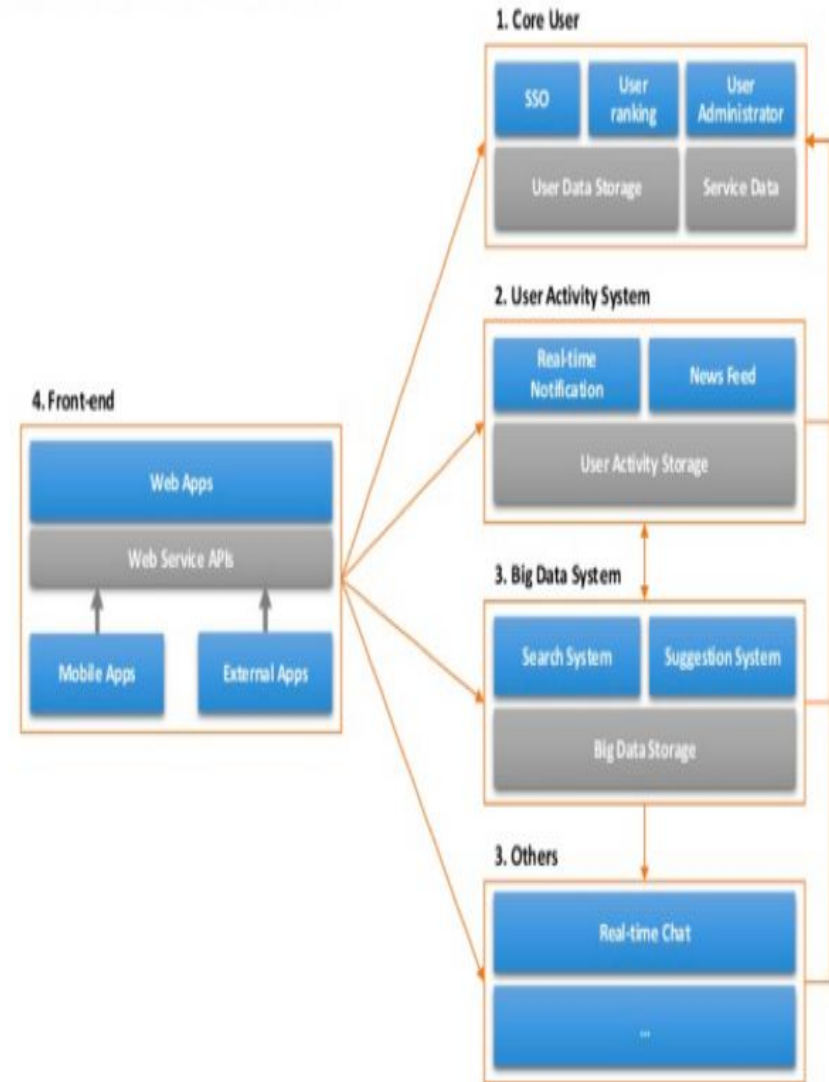 1. Core User
SSO
User
ranking
User
Administrator
User Data Storage
Service Data
2. User Activity System
Real-time
Notification
News Feed
User Activity Storage
4. Front-end
Web Apps
Web Service APIs
Mobile Apps
External Apps
3. Big Data System
Search System
Suggestion System
Big Data Storage
3. Others
Real-time Chat
...